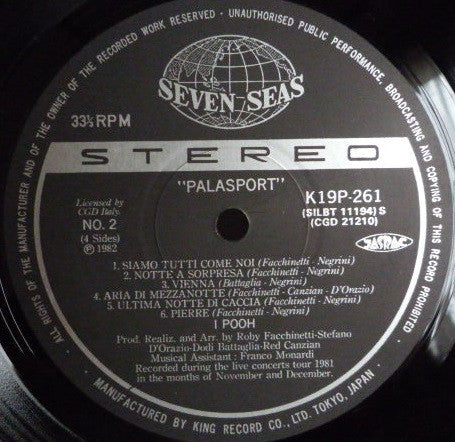 ALL RIGHTS OF THE MANUFACTURER AND OF THE OWNER OF THE RECORDED WORK RESERVED · UNAUTHORISED PUBLIC PERFORMANCE, BROADCASTING AND COPYING OF THIS RECORD PROHIBITED
SEVEN SEAS
33⅓RPM
STEREO
"PALASPORT"
Licensed by
CGD Italy.
NO. 2
(4 Sides)
℗ 1982
K19P-261
(SILBT 11194) S
(CGD 21210)
JASRAC
1. SIAMO TUTTI COME NOI (Facchinetti - Negrini)
2. NOTTE A SORPRESA (Facchinetti - Negrini)
3. VIENNA (Battaglia - Negrini)
4. ARIA DI MEZZANOTTE (Facchinetti - Canzian - D'Orazio)
5. ULTIMA NOTTE DI CACCIA (Facchinetti - Negrini)
6. PIERRE (Facchinetti - Negrini)
I POOH
Prod. Realiz. and Arr. by Roby Facchinetti-Stefano
D'Orazio-Dodi Battaglia-Red Canzian
Musical Assistant : Franco Monardi
Recorded during the live concerts tour 1981
in the months of November and December.
MANUFACTURED BY KING RECORD CO., LTD. TOKYO, JAPAN